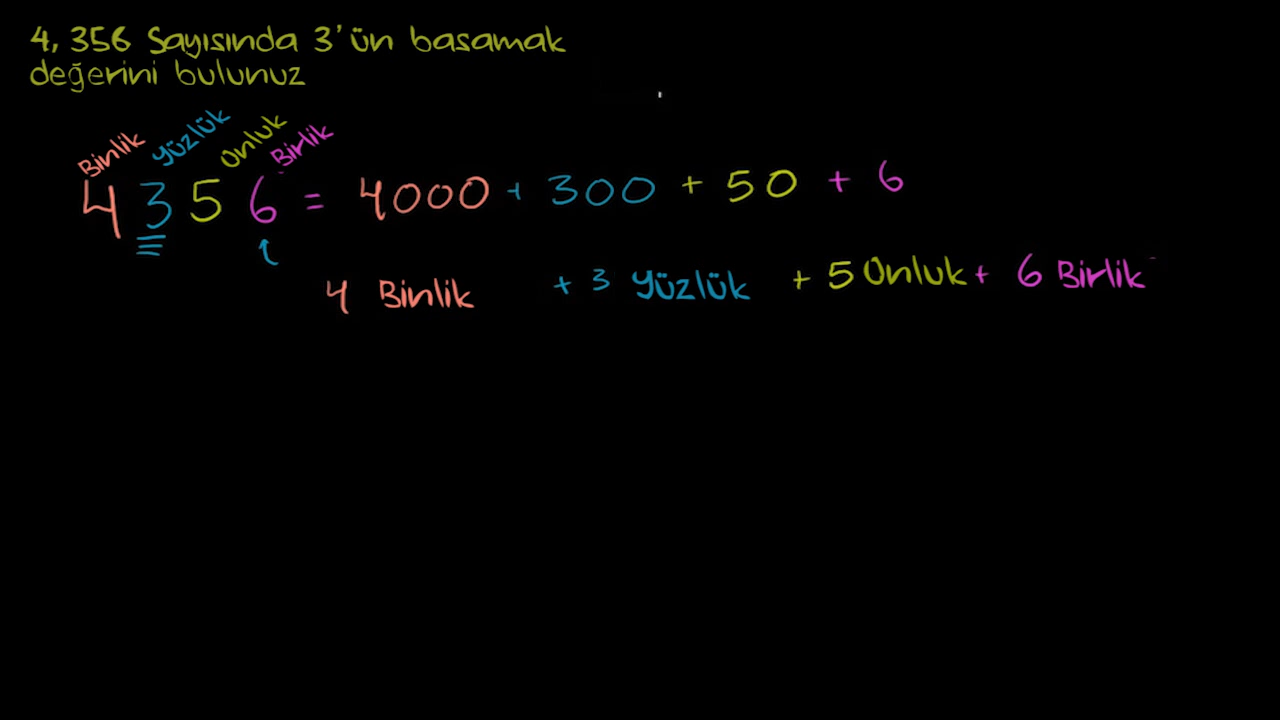 4, 356 Sayısında 3'ün basamak
değerini bulunuz
Binlik Yüzlük Onluk Birlik
4 3 5 6 = 4000 + 300 + 50 + 6
4 Binlik + 3 Yüzlük + 5 Onluk + 6 Birlik